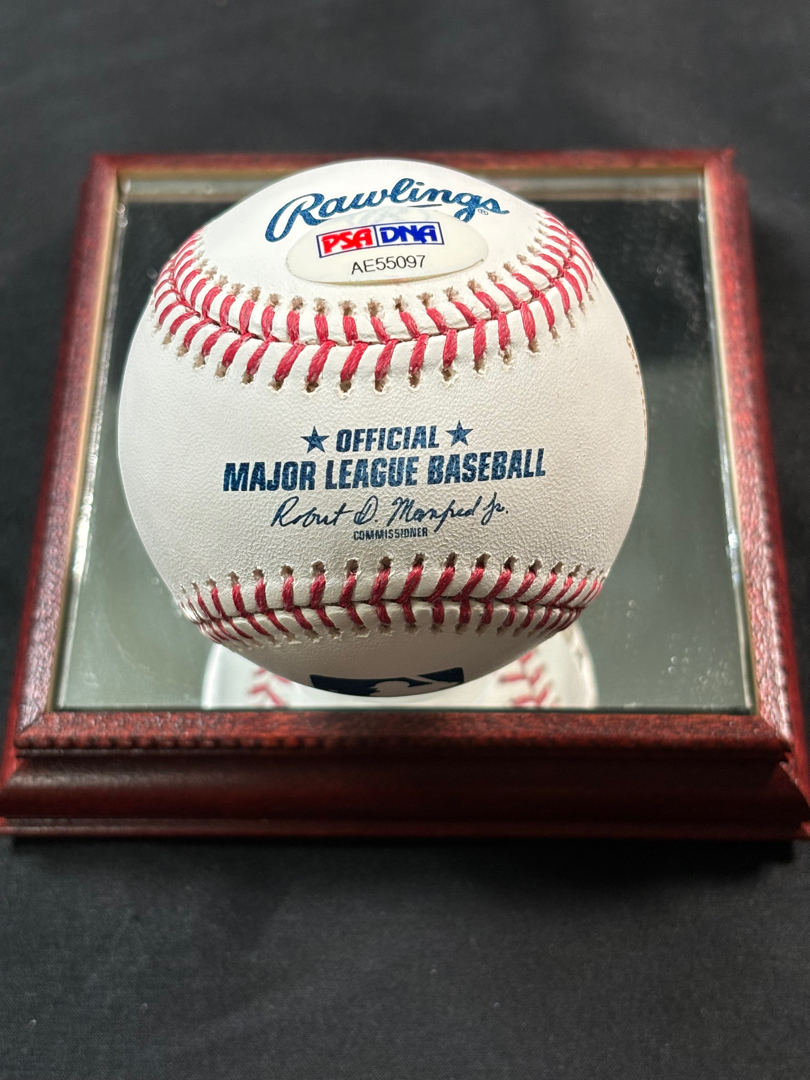 Rawlings®
PSA DNA
AE55097
★ OFFICIAL ★
MAJOR LEAGUE BASEBALL
Robert D. Manfred Jr.
COMMISSIONER